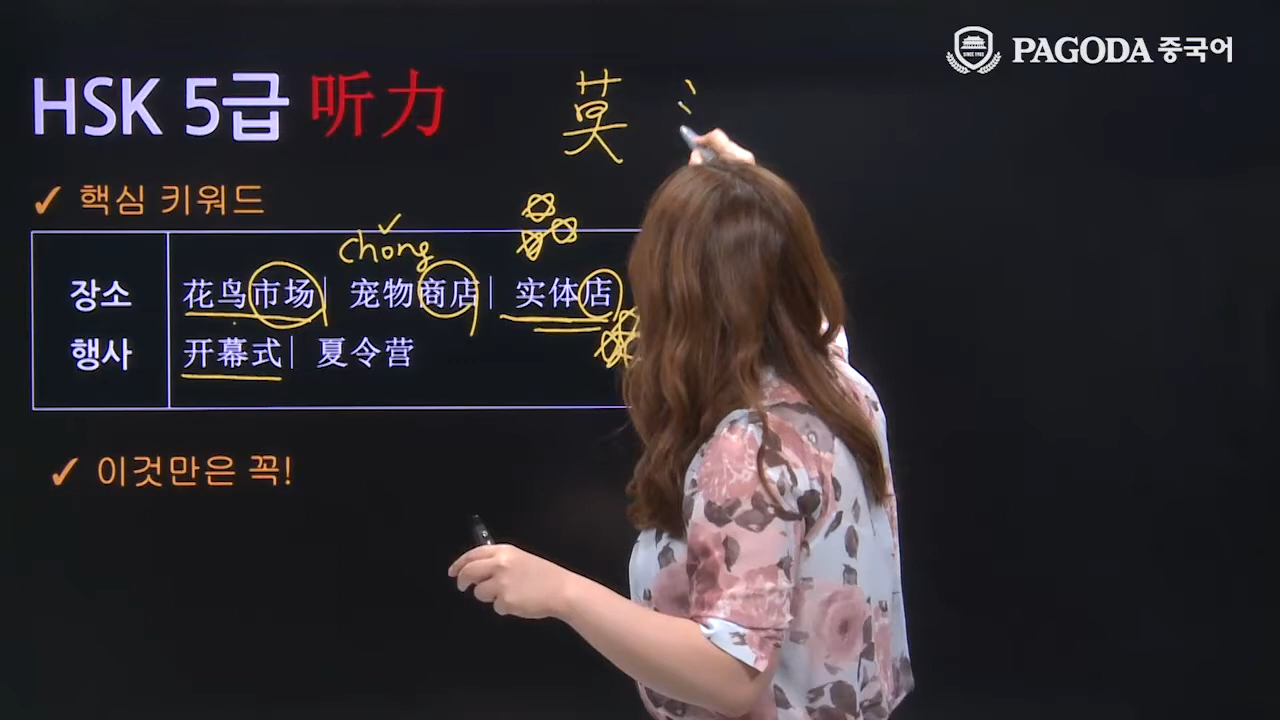 PAGODA 중국어
HSK 5급 听力
莫 氵
✓ 핵심 키워드
chǒng
장소 花鸟市场| 宠物商店| 实体店
행사 开幕式| 夏令营
✓ 이것만은 꼭!